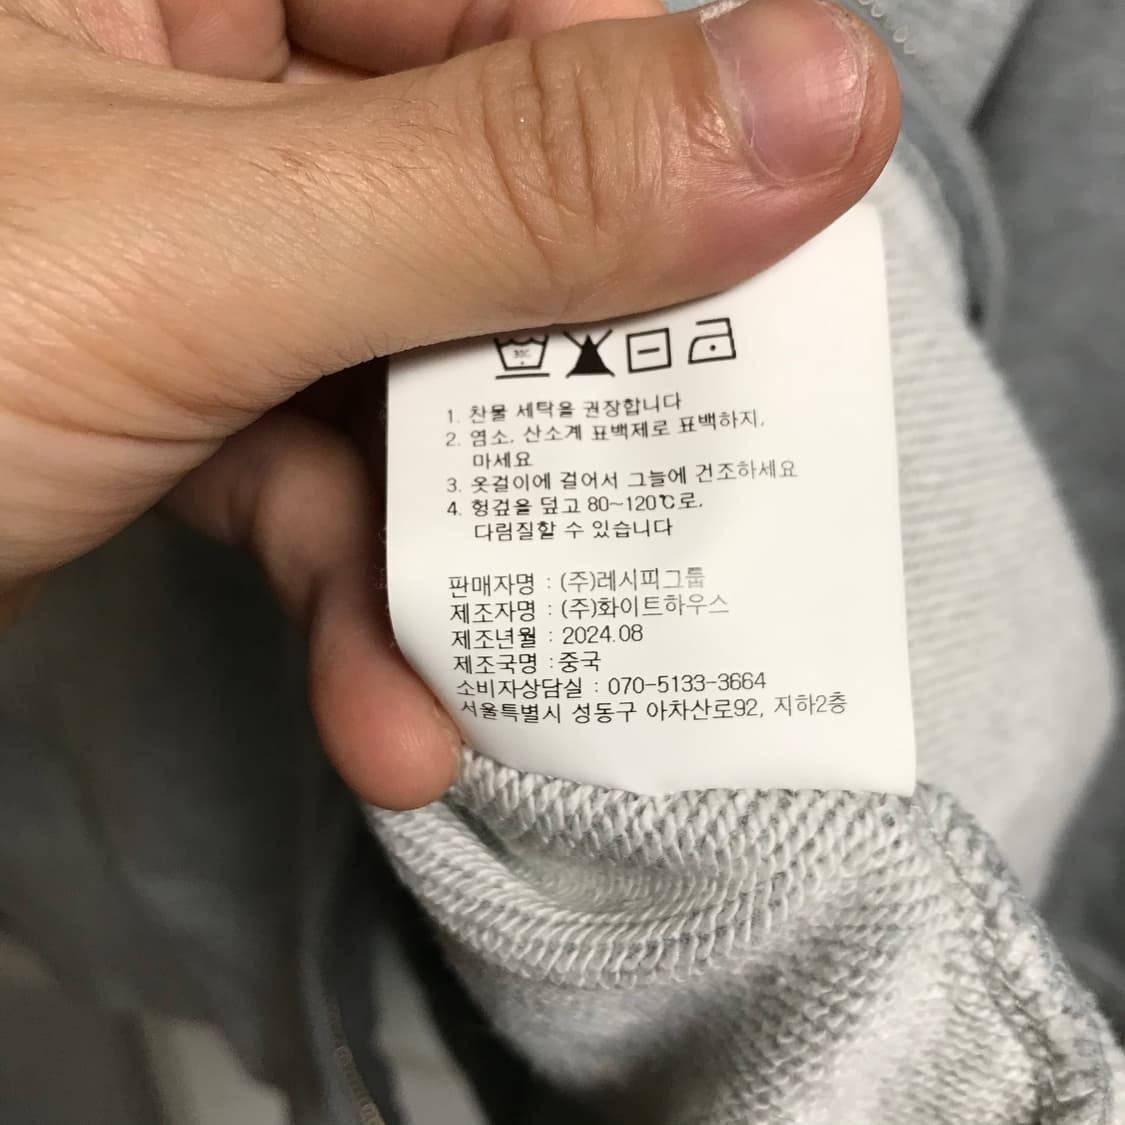 30C
1. 찬물 세탁을 권장합니다
2. 염소, 산소계 표백제로 표백하지,
마세요
3. 옷걸이에 걸어서 그늘에 건조하세요
4. 헝겊을 덮고 80~120℃로,
다림질할 수 있습니다
판매자명 : (주)레시피그룹
제조자명 : (주)화이트하우스
제조년월 : 2024.08
제조국명 : 중국
소비자상담실 : 070-5133-3664
서울특별시 성동구 아차산로92, 지하2층